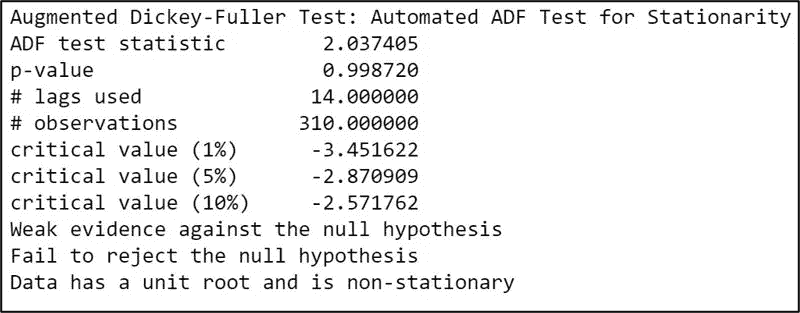 Augmented Dickey-Fuller Test: Automated ADF Test for Stationarity
ADF test statistic 2.037405
p-value 0.998720
# lags used 14.000000
# observations 310.000000
critical value (1%) -3.451622
critical value (5%) -2.870909
critical value (10%) -2.571762
Weak evidence against the null hypothesis
Fail to reject the null hypothesis
Data has a unit root and is non-stationary